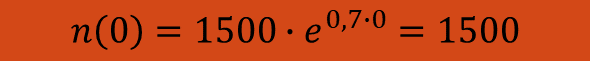 n(0) = 1500 · e^{0,7·0} = 1500